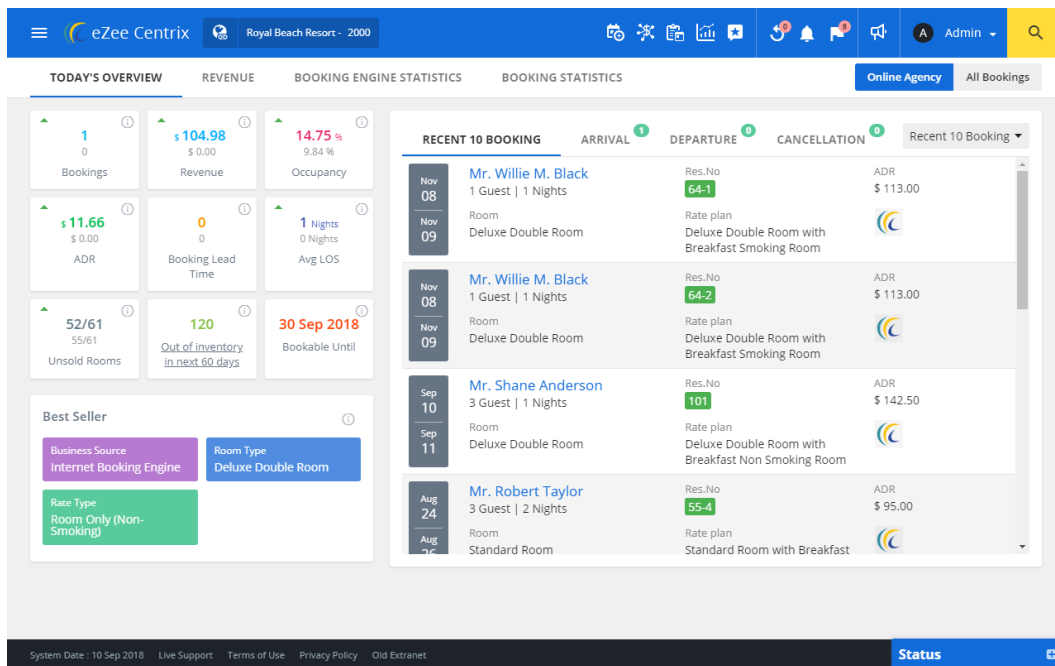 eZee Centrix
Royal Beach Resort - 2000
0
8
A
Admin
TODAY'S OVERVIEW
REVENUE
BOOKING ENGINE STATISTICS
BOOKING STATISTICS
Online Agency
All Bookings
1
0
Bookings
$ 104.98
$ 0.00
Revenue
14.75 %
9.84 %
Occupancy
$ 11.66
$ 0.00
ADR
0
0
Booking Lead
Time
1 Nights
0 Nights
Avg LOS
52/61
55/61
Unsold Rooms
120
Out of inventory
in next 60 days
30 Sep 2018
Bookable Until
Best Seller
Business Source
Internet Booking Engine
Room Type
Deluxe Double Room
Rate Type
Room Only (Non-
Smoking)
RECENT 10 BOOKING
ARRIVAL 1
DEPARTURE 0
CANCELLATION 0
Recent 10 Booking
Nov
08
Nov
09
Mr. Willie M. Black
1 Guest | 1 Nights
Room
Deluxe Double Room
Res.No
64-1
Rate plan
Deluxe Double Room with
Breakfast Smoking Room
ADR
$ 113.00
Nov
08
Nov
09
Mr. Willie M. Black
1 Guest | 1 Nights
Room
Deluxe Double Room
Res.No
64-2
Rate plan
Deluxe Double Room with
Breakfast Smoking Room
ADR
$ 113.00
Sep
10
Sep
11
Mr. Shane Anderson
3 Guest | 1 Nights
Room
Deluxe Double Room
Res.No
101
Rate plan
Deluxe Double Room with
Breakfast Non Smoking Room
ADR
$ 142.50
Aug
24
Aug
26
Mr. Robert Taylor
3 Guest | 2 Nights
Room
Standard Room
Res.No
55-4
Rate plan
Standard Room with Breakfast
ADR
$ 95.00
System Date : 10 Sep 2018
Live Support
Terms of Use
Privacy Policy
Old Extranet
Status